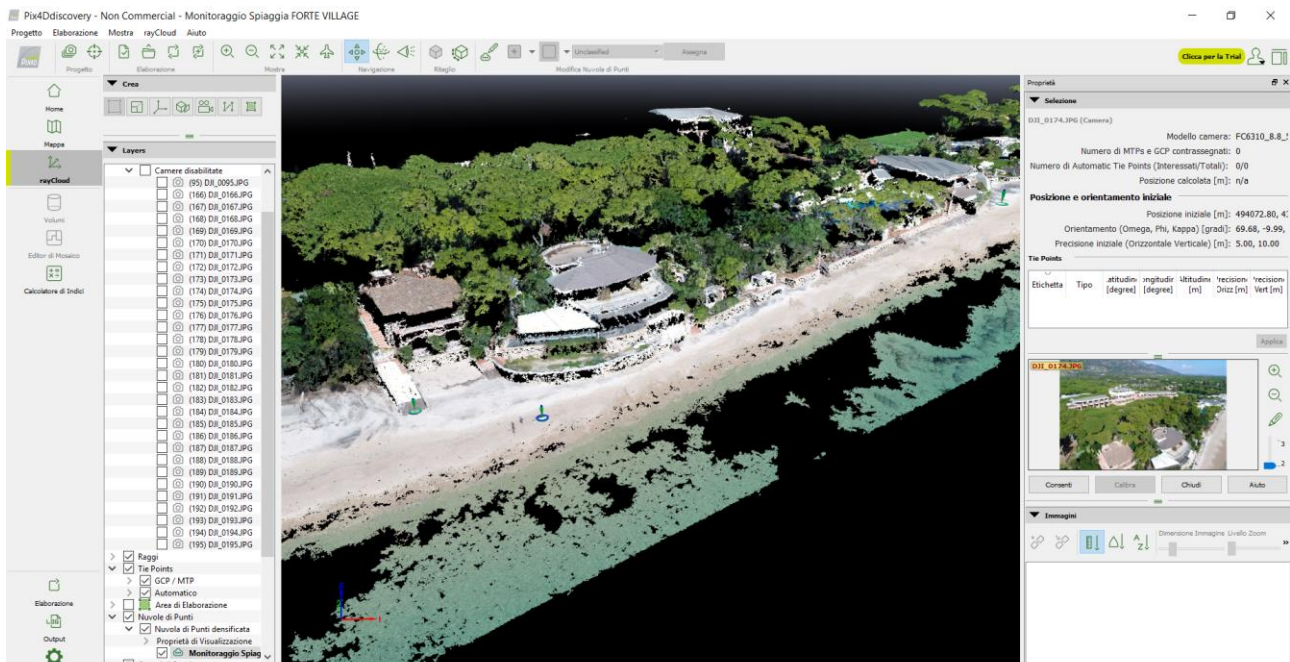 Pix4Ddiscovery - Non Commercial - Monitoraggio Spiaggia FORTE VILLAGE
Progetto Elaborazione Mostra rayCloud Aiuto
Unclassified
Assegna
Clicca per la Trial
Progetto
Elaborazione
Mostra
Navigazione
Ritaglio
Modifica Nuvole di Punti
Home
Mappa
rayCloud
Volumi
Editor di Mosaico
Calcolatore di Indici
Elaborazione
Output
Crea
Layers
Camere disabilitate
(95) DJI_0095.JPG
(166) DJI_0166.JPG
(167) DJI_0167.JPG
(168) DJI_0168.JPG
(169) DJI_0169.JPG
(170) DJI_0170.JPG
(171) DJI_0171.JPG
(172) DJI_0172.JPG
(173) DJI_0173.JPG
(174) DJI_0174.JPG
(175) DJI_0175.JPG
(176) DJI_0176.JPG
(177) DJI_0177.JPG
(178) DJI_0178.JPG
(179) DJI_0179.JPG
(180) DJI_0180.JPG
(181) DJI_0181.JPG
(182) DJI_0182.JPG
(183) DJI_0183.JPG
(184) DJI_0184.JPG
(185) DJI_0185.JPG
(186) DJI_0186.JPG
(187) DJI_0187.JPG
(188) DJI_0188.JPG
(189) DJI_0189.JPG
(190) DJI_0190.JPG
(191) DJI_0191.JPG
(192) DJI_0192.JPG
(193) DJI_0193.JPG
(194) DJI_0194.JPG
(195) DJI_0195.JPG
Raggi
Tie Points
GCP / MTP
Automatico
Area di Elaborazione
Nuvole di Punti
Nuvola di Punti densificata
Proprietà di Visualizzazione
Monitoraggio Spiag
Proprietà
Selezione
DJI_0174.JPG (Camera)
Modello camera: FC6310_8.8_
Numero di MTPs e GCP contrassegnati: 0
Numero di Automatic Tie Points (Interessati/Totali): 0/0
Posizione calcolata [m]: n/a
Posizione e orientamento iniziale
Posizione iniziale [m]: 494072.80,
Orientamento (Omega, Phi, Kappa) [gradi]: 69.68, -9.99,
Precisione iniziale (Orizzontale Verticale) [m]: 5.00, 10.00
Tie Points
Etichetta Tipo
[degree] [degree] [m] Orizz [m] Vert [m]
Applica
DJI_0174.JPG
Consenti Calibra Chiudi Aiuto
Immagini
Dimensione Immagine Livello Zoom